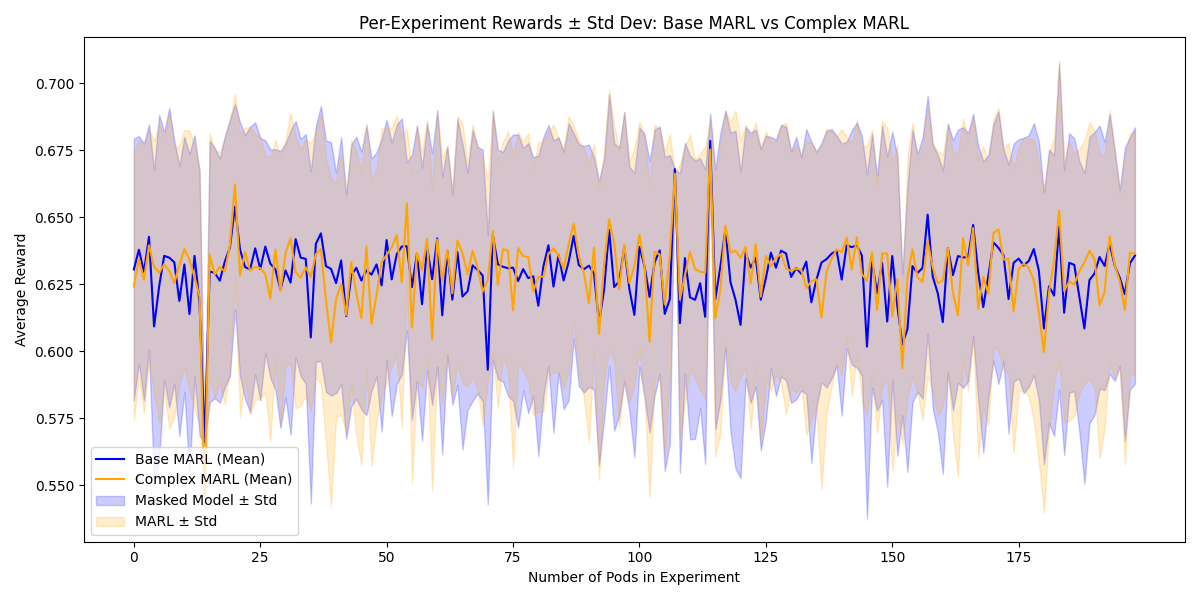 Per-Experiment Rewards ± Std Dev: Base MARL vs Complex MARL
Average Reward
0.700
0.675
0.650
0.625
0.600
0.575
0.550
Base MARL (Mean)
Complex MARL (Mean)
Masked Model ± Std
MARL ± Std
0 25 50 75 100 125 150 175
Number of Pods in Experiment